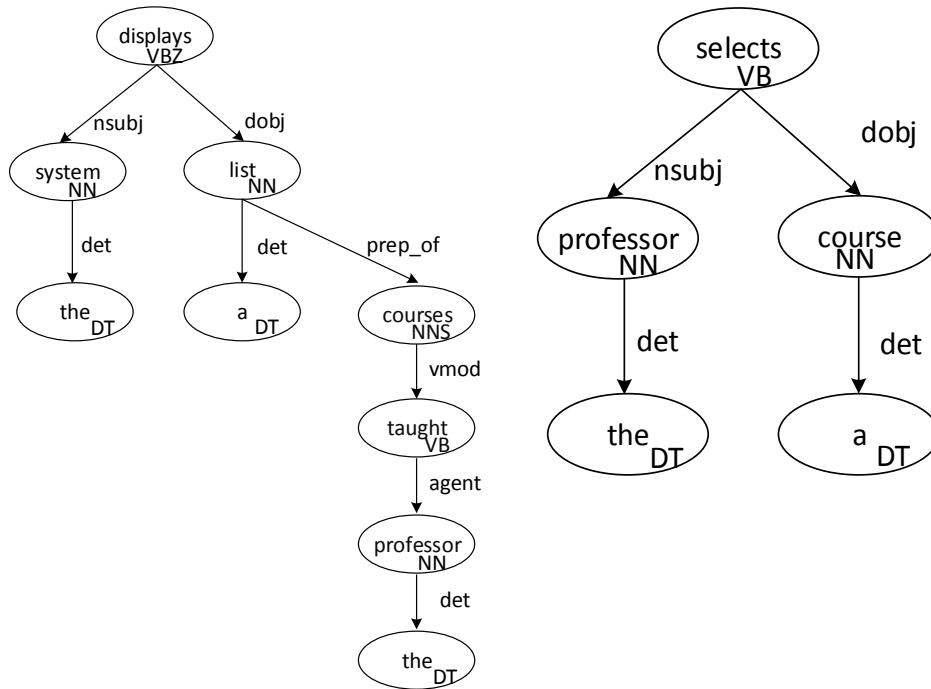 displays
VBZ
nsubj
dobj
system
NN
list
NN
det
det
prep_of
the
DT
a
DT
courses
NNS
vmod
taught
VB
agent
professor
NN
det
the
DT
selects
VB
nsubj
dobj
professor
NN
course
NN
det
det
the
DT
a
DT